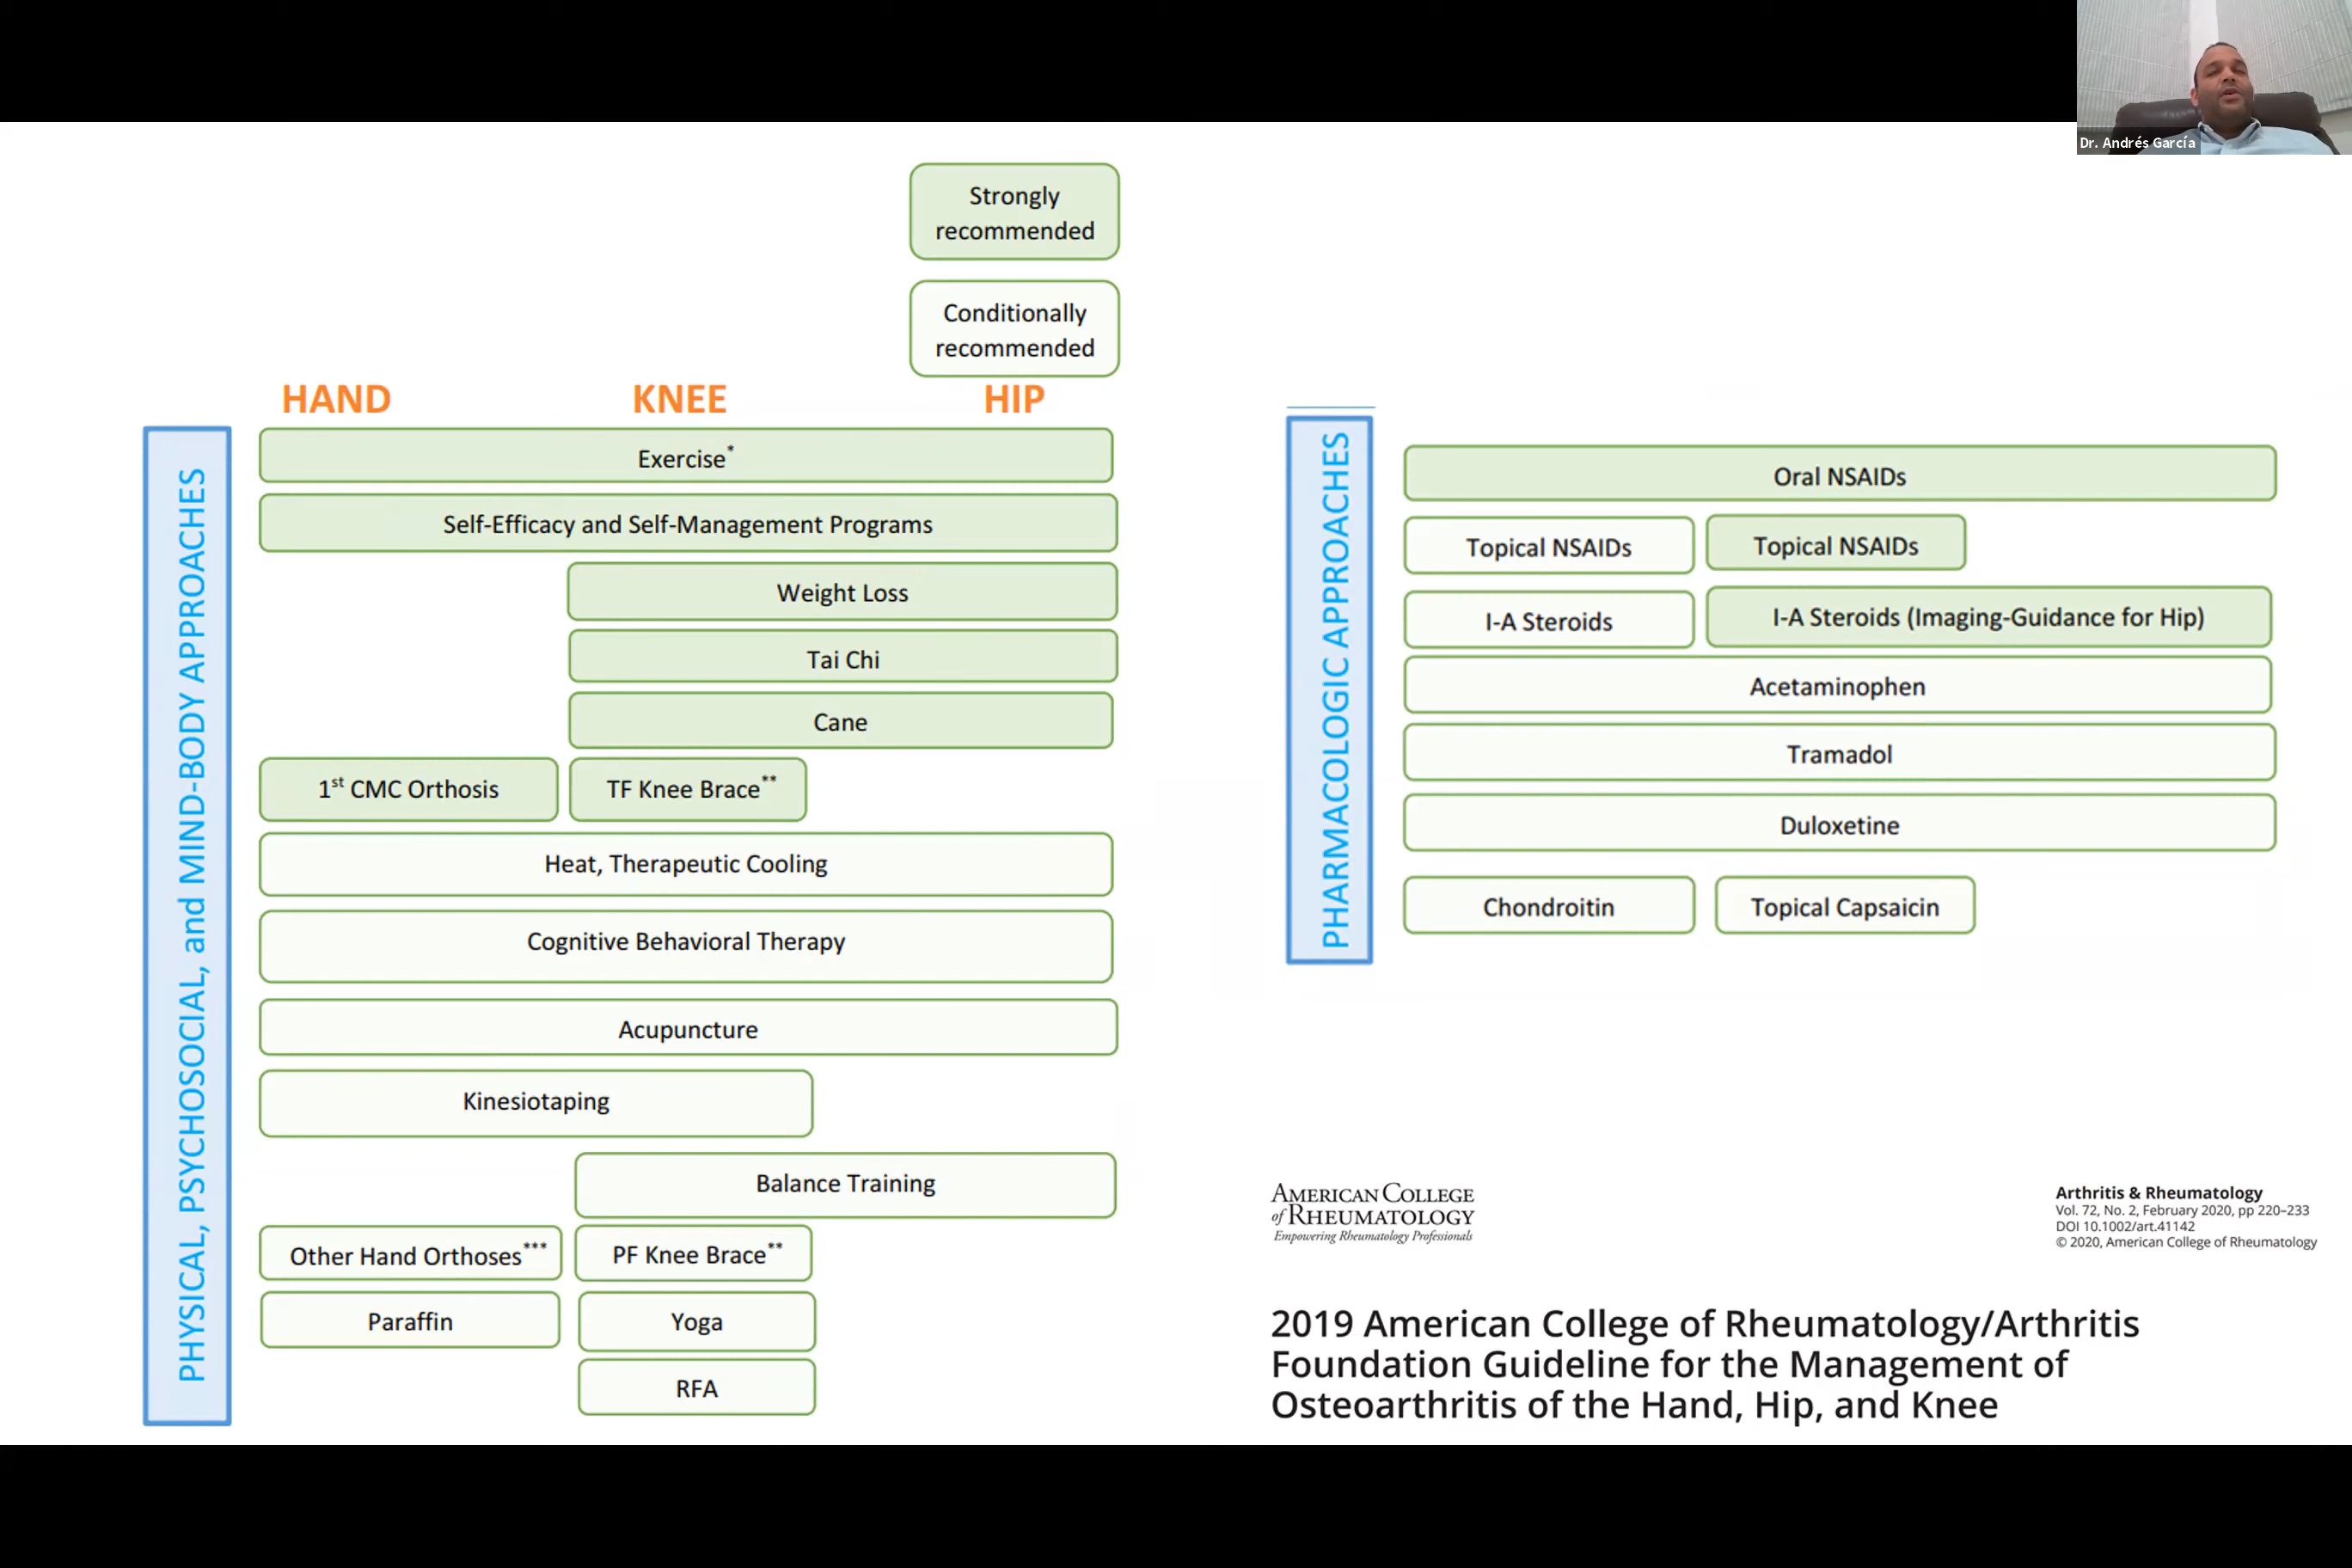 Dr. Andrés García
Strongly
recommended
Conditionally
recommended
HAND KNEE HIP
PHYSICAL, PSYCHOSOCIAL, and MIND-BODY APPROACHES
Exercise*
Self-Efficacy and Self-Management Programs
Weight Loss
Tai Chi
Cane
1st CMC Orthosis
TF Knee Brace**
Heat, Therapeutic Cooling
Cognitive Behavioral Therapy
Acupuncture
Kinesiotaping
Balance Training
Other Hand Orthoses***
PF Knee Brace**
Paraffin
Yoga
RFA
PHARMACOLOGIC APPROACHES
Oral NSAIDs
Topical NSAIDs
Topical NSAIDs
I-A Steroids
I-A Steroids (Imaging-Guidance for Hip)
Acetaminophen
Tramadol
Duloxetine
Chondroitin
Topical Capsaicin
AMERICAN COLLEGE
of RHEUMATOLOGY
Empowering Rheumatology Professionals
Arthritis & Rheumatology
Vol. 72, No. 2, February 2020, pp 220–233
DOI 10.1002/art.41142
© 2020, American College of Rheumatology
2019 American College of Rheumatology/Arthritis
Foundation Guideline for the Management of
Osteoarthritis of the Hand, Hip, and Knee